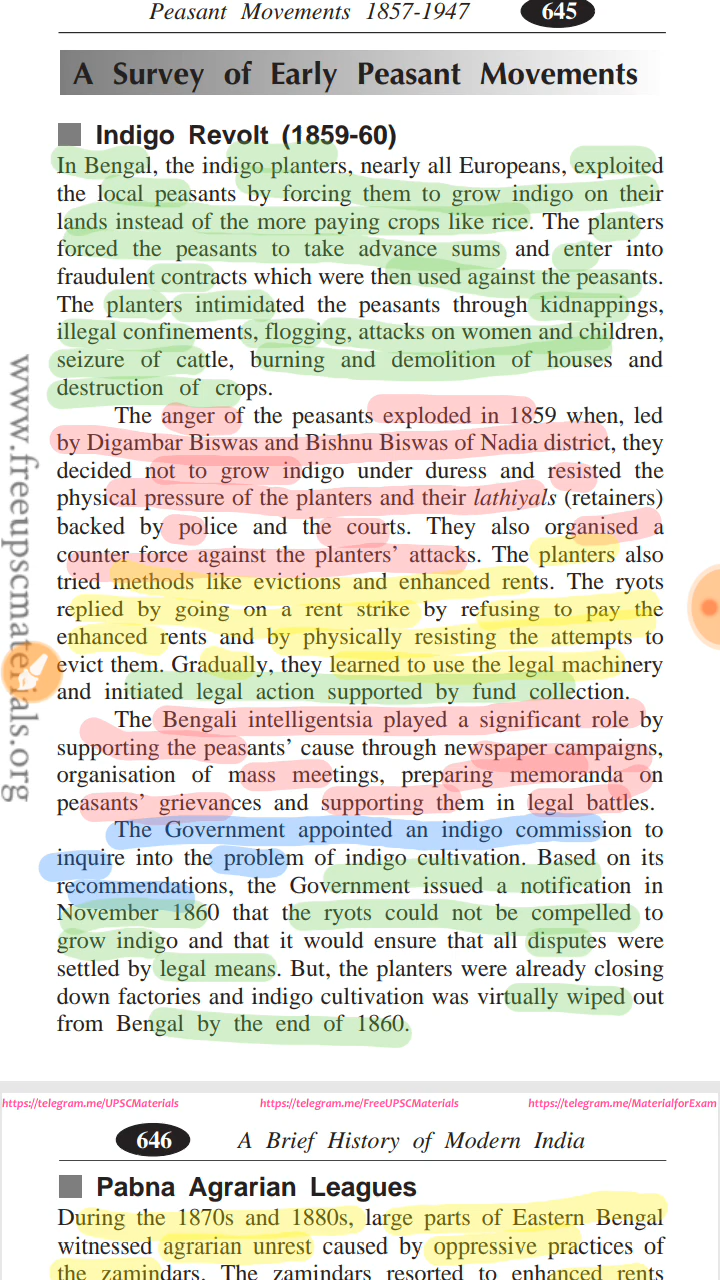 Peasant Movements 1857-1947 645
A Survey of Early Peasant Movements
Indigo Revolt (1859-60)
In Bengal, the indigo planters, nearly all Europeans, exploited
the local peasants by forcing them to grow indigo on their
lands instead of the more paying crops like rice. The planters
forced the peasants to take advance sums and enter into
fraudulent contracts which were then used against the peasants.
The planters intimidated the peasants through kidnappings,
illegal confinements, flogging, attacks on women and children,
seizure of cattle, burning and demolition of houses and
destruction of crops.
The anger of the peasants exploded in 1859 when, led
by Digambar Biswas and Bishnu Biswas of Nadia district, they
decided not to grow indigo under duress and resisted the
physical pressure of the planters and their lathiyals (retainers)
backed by police and the courts. They also organised a
counter force against the planters' attacks. The planters also
tried methods like evictions and enhanced rents. The ryots
replied by going on a rent strike by refusing to pay the
enhanced rents and by physically resisting the attempts to
evict them. Gradually, they learned to use the legal machinery
and initiated legal action supported by fund collection.
The Bengali intelligentsia played a significant role by
supporting the peasants' cause through newspaper campaigns,
organisation of mass meetings, preparing memoranda on
peasants' grievances and supporting them in legal battles.
The Government appointed an indigo commission to
inquire into the problem of indigo cultivation. Based on its
recommendations, the Government issued a notification in
November 1860 that the ryots could not be compelled to
grow indigo and that it would ensure that all disputes were
settled by legal means. But, the planters were already closing
down factories and indigo cultivation was virtually wiped out
from Bengal by the end of 1860.
www.freeupscmaterials.org
https://telegram.me/UPSCMaterials https://telegram.me/FreeUPSCMaterials https://telegram.me/MaterialforExam
646 A Brief History of Modern India
Pabna Agrarian Leagues
During the 1870s and 1880s, large parts of Eastern Bengal
witnessed agrarian unrest caused by oppressive practices of
the zamindars. The zamindars resorted to enhanced rents